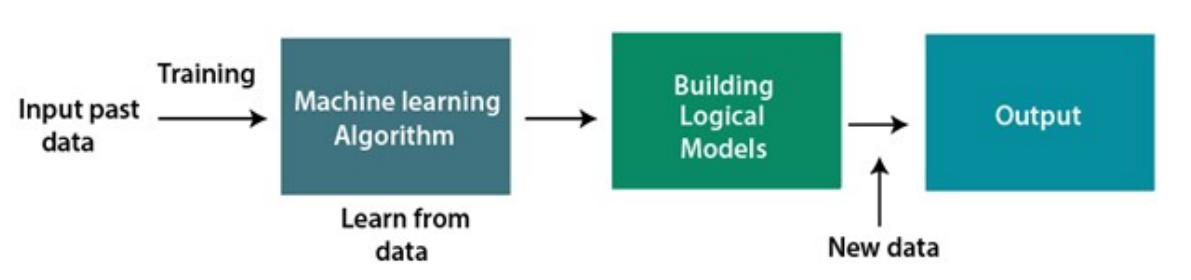 Training
Input past
data
Machine learning
Algorithm
Learn from
data
Building
Logical
Models
Output
New data